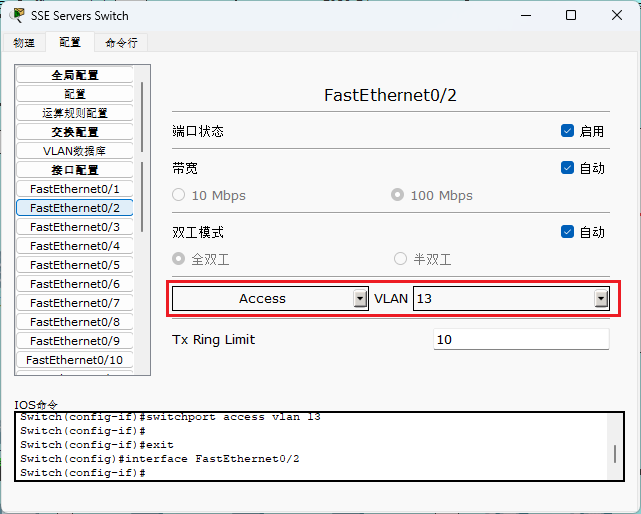 SSE Servers Switch
物理 配置 命令行
全局配置
配置
运算规则配置
交换配置
VLAN数据库
接口配置
FastEthernet0/1
FastEthernet0/2
FastEthernet0/3
FastEthernet0/4
FastEthernet0/5
FastEthernet0/6
FastEthernet0/7
FastEthernet0/8
FastEthernet0/9
FastEthernet0/10
FastEthernet0/2
端口状态 启用
带宽 自动
10 Mbps 100 Mbps
双工模式 自动
全双工 半双工
Access VLAN 13
Tx Ring Limit 10
IOS命令
Switch(config-if)#switchport access vlan 13
Switch(config-if)#
Switch(config-if)#exit
Switch(config)#interface FastEthernet0/2
Switch(config-if)#